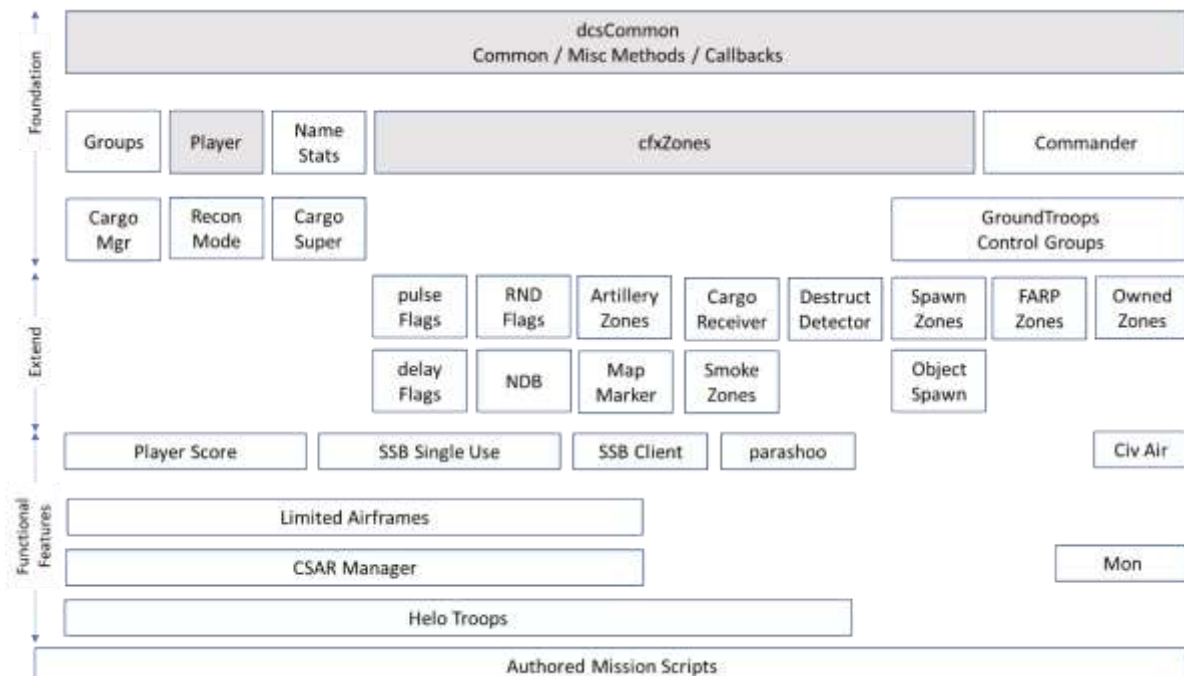 Foundation
dcsCommon
Common / Misc Methods / Callbacks
Groups
Player
Name
Stats
cfxZones
Commander
Cargo
Mgr
Recon
Mode
Cargo
Super
GroundTroops
Control Groups
Extend
pulse
Flags
RND
Flags
Artillery
Zones
Cargo
Receiver
Destruct
Detector
Spawn
Zones
FARP
Zones
Owned
Zones
delay
Flags
NDB
Map
Marker
Smoke
Zones
Object
Spawn
Functional
Features
Player Score
SSB Single Use
SSB Client
parashoo
Civ Air
Limited Airframes
CSAR Manager
Mon
Helo Troops
Authored Mission Scripts